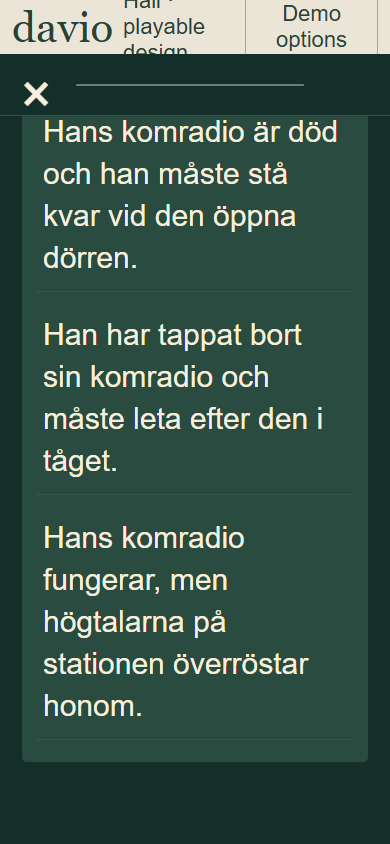 davio
Hall ·
playable
design
Demo
options
×
Hans komradio är död
och han måste stå
kvar vid den öppna
dörren.
Han har tappat bort
sin komradio och
måste leta efter den i
tåget.
Hans komradio
fungerar, men
högtalarna på
stationen överröstar
honom.